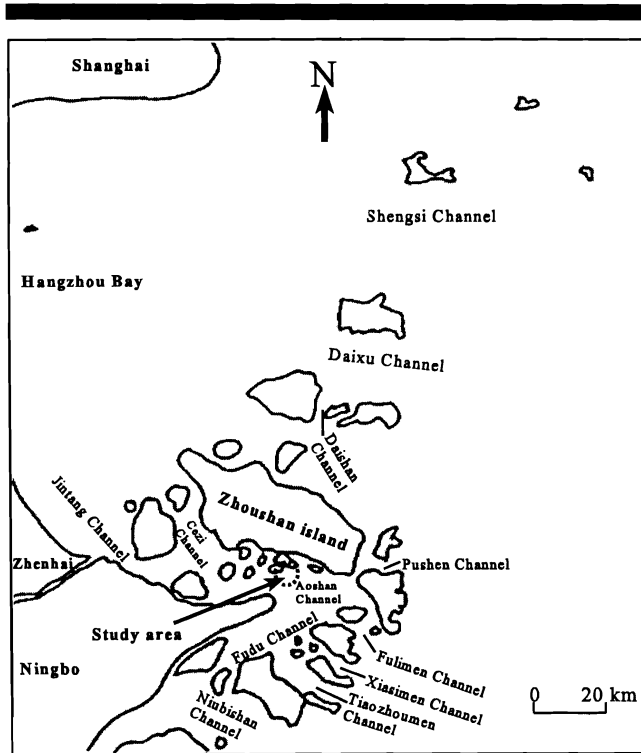 Shanghai
N
Shengsi Channel
Hangzhou Bay
Daixu Channel
Daishan
Channel
Jintang Channel
Cezi
Channel
Zhoushan island
Zhenhai
Pushen Channel
Aoshan
Channel
Study area
Fudu Channel
Fulimen Channel
Ningbo
Xiasimen Channel
Niubishan
Channel
Tiaozhoumen
Channel
0 20 km